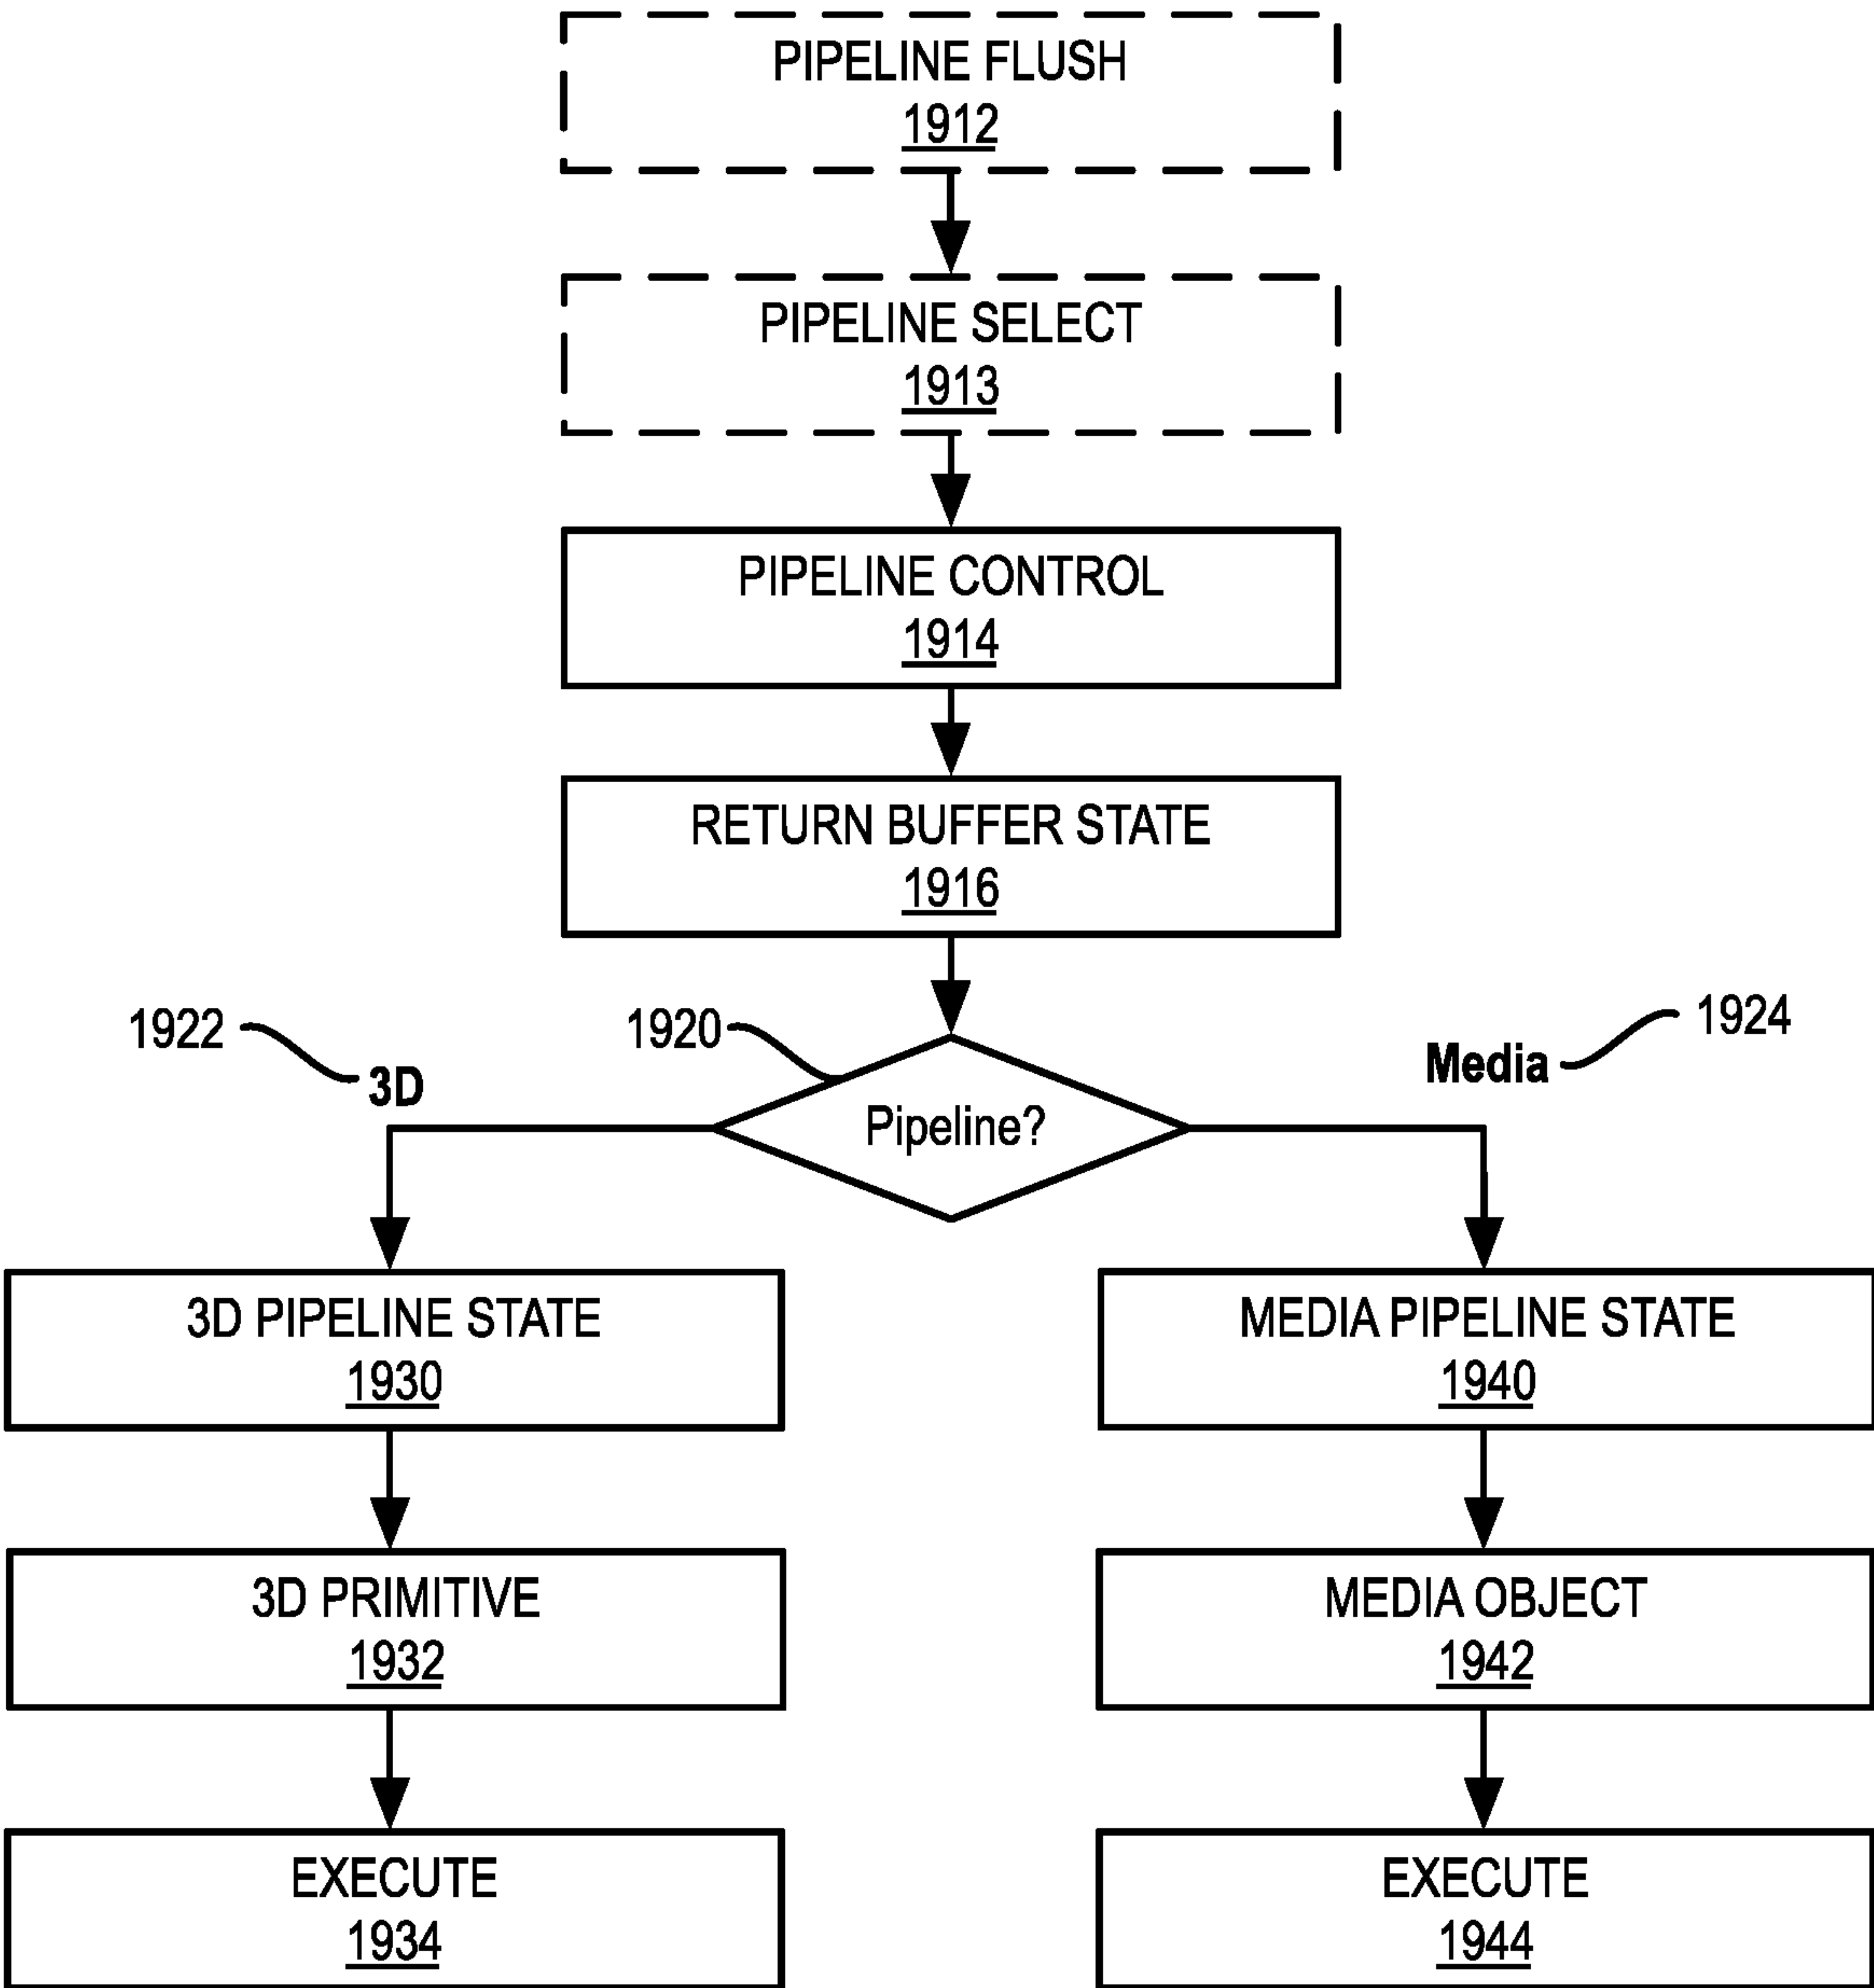 PIPELINE FLUSH
1912
PIPELINE SELECT
1913
PIPELINE CONTROL
1914
RETURN BUFFER STATE
1916
1922
3D
1920
Pipeline?
Media
1924
3D PIPELINE STATE
1930
MEDIA PIPELINE STATE
1940
3D PRIMITIVE
1932
MEDIA OBJECT
1942
EXECUTE
1934
EXECUTE
1944